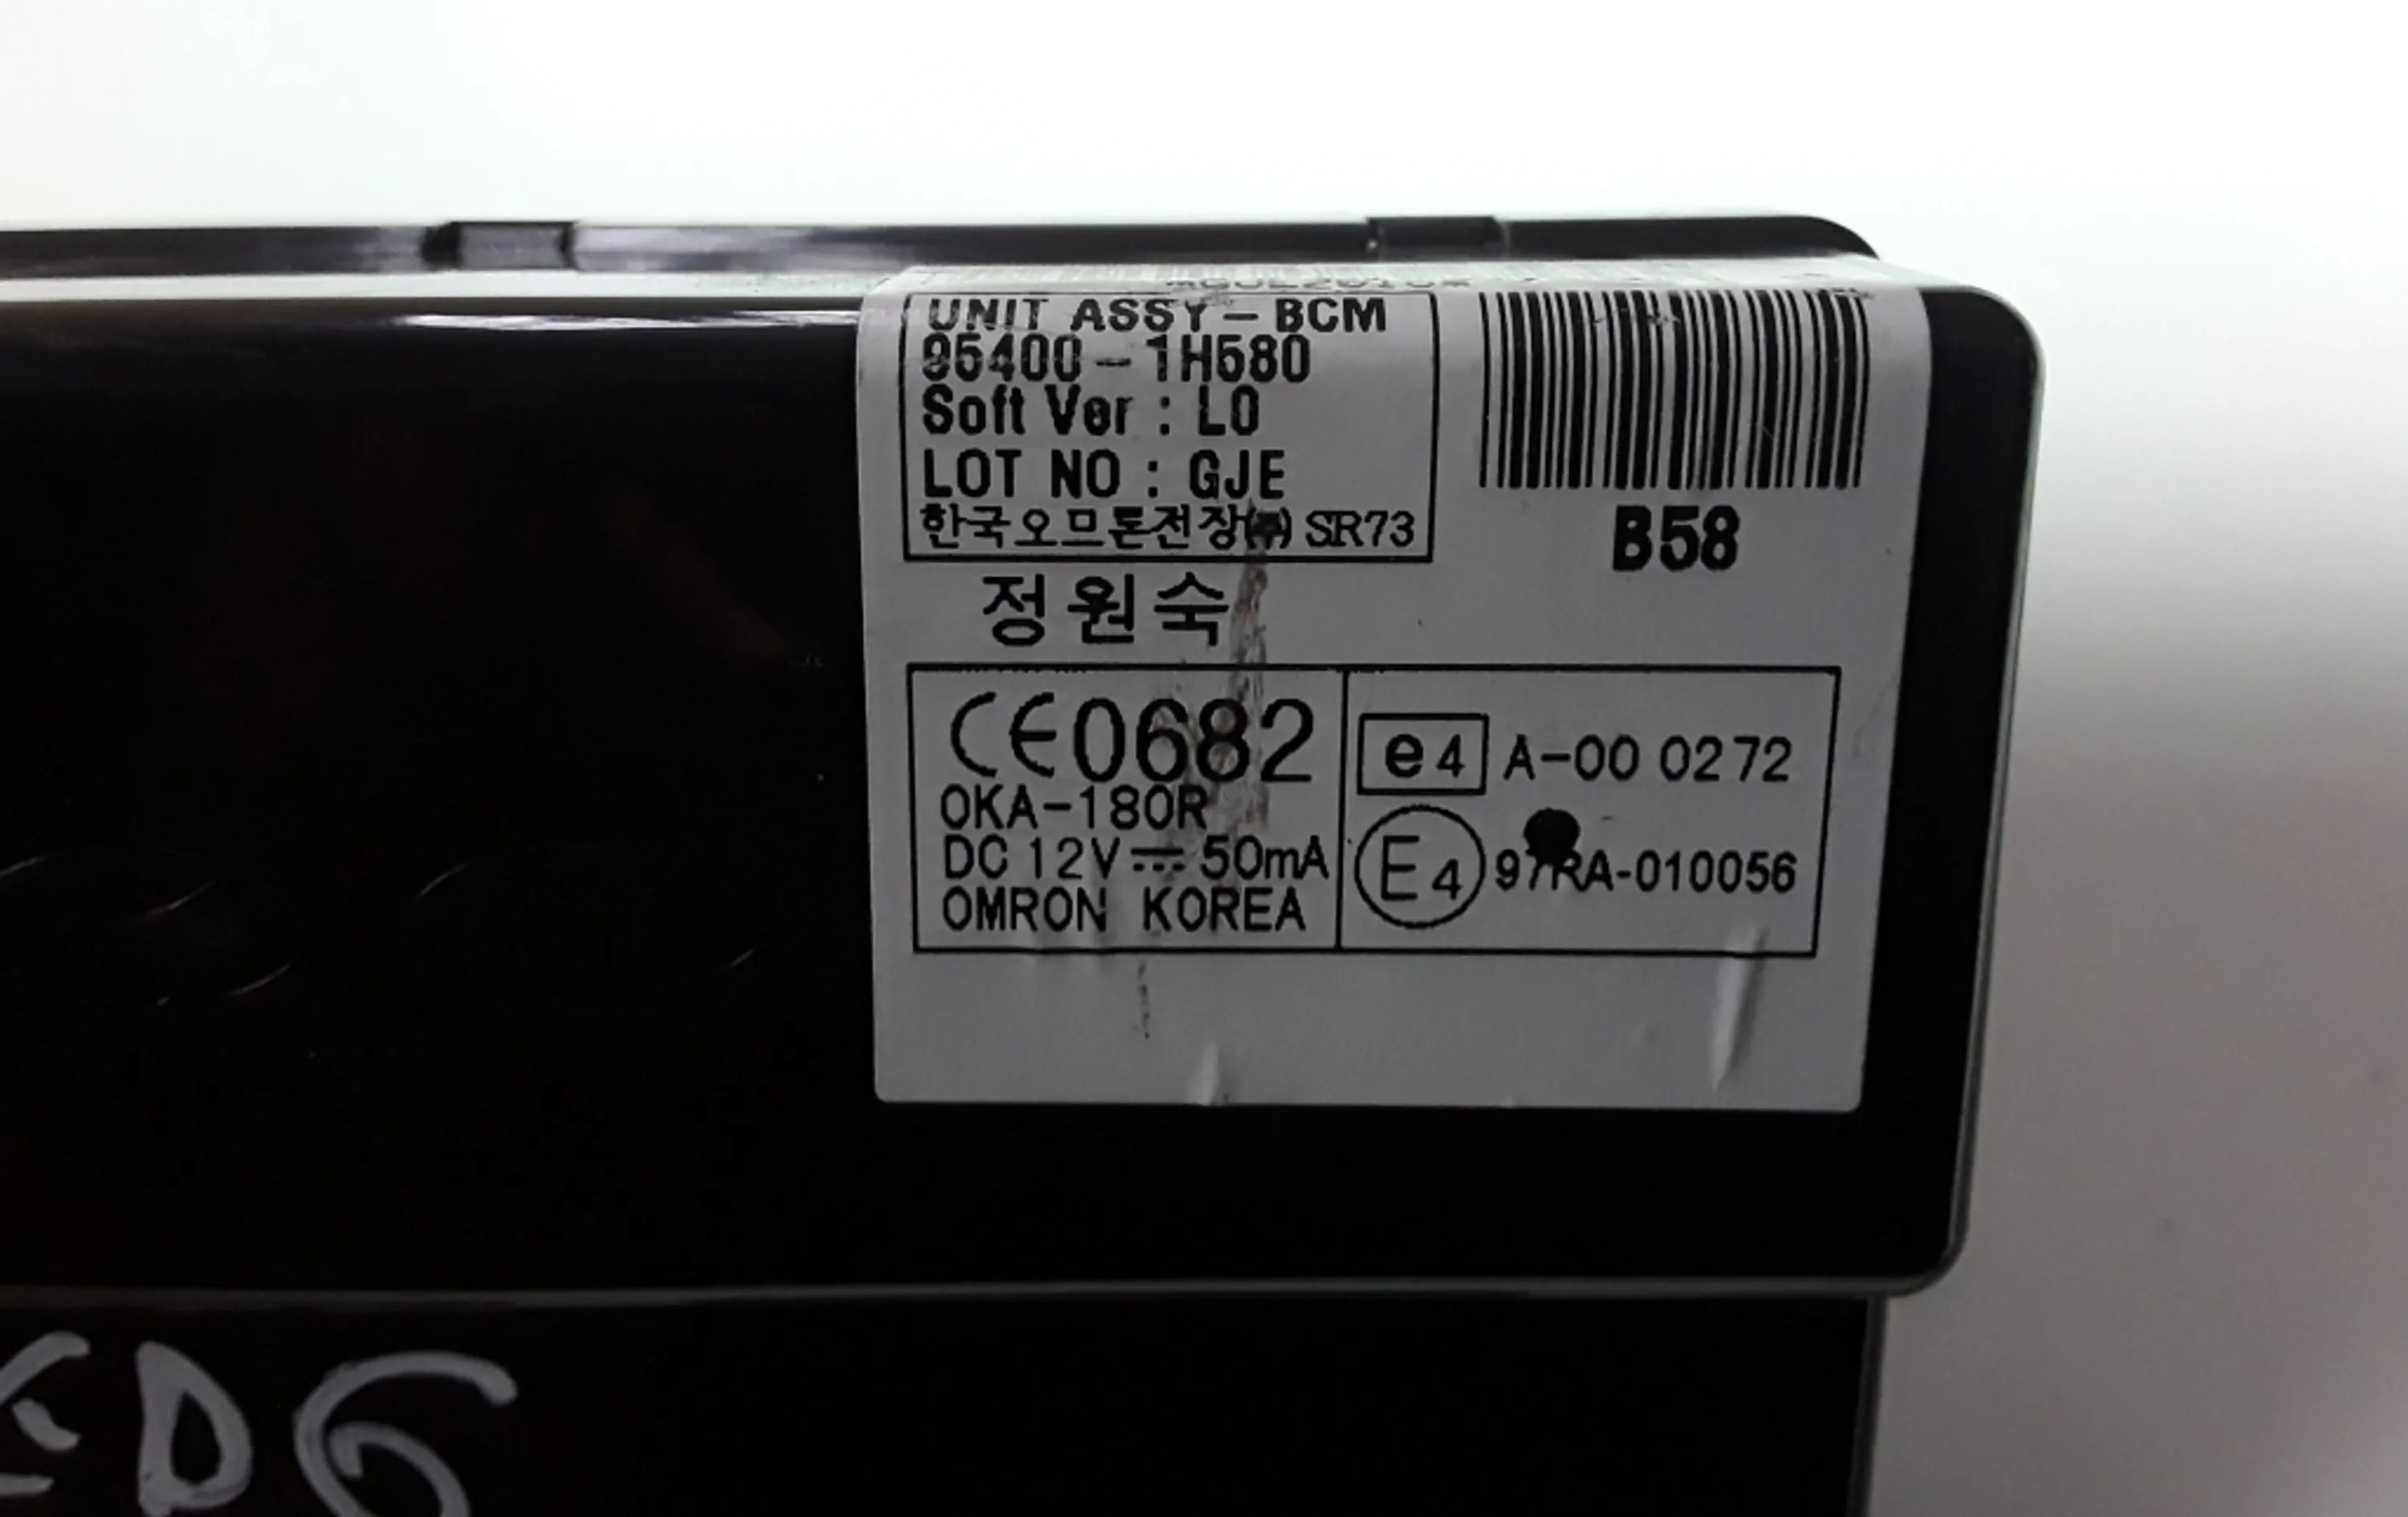 UNIT ASSY-BCM
95400-1H580
Soft Ver : L0
LOT NO : GJE
한국오므론전장(주) SR73
B58
정원숙
CE0682
OKA-180R
DC 12V⎓50mA
OMRON KOREA
e4 A-00 0272
E4 97RA-010056